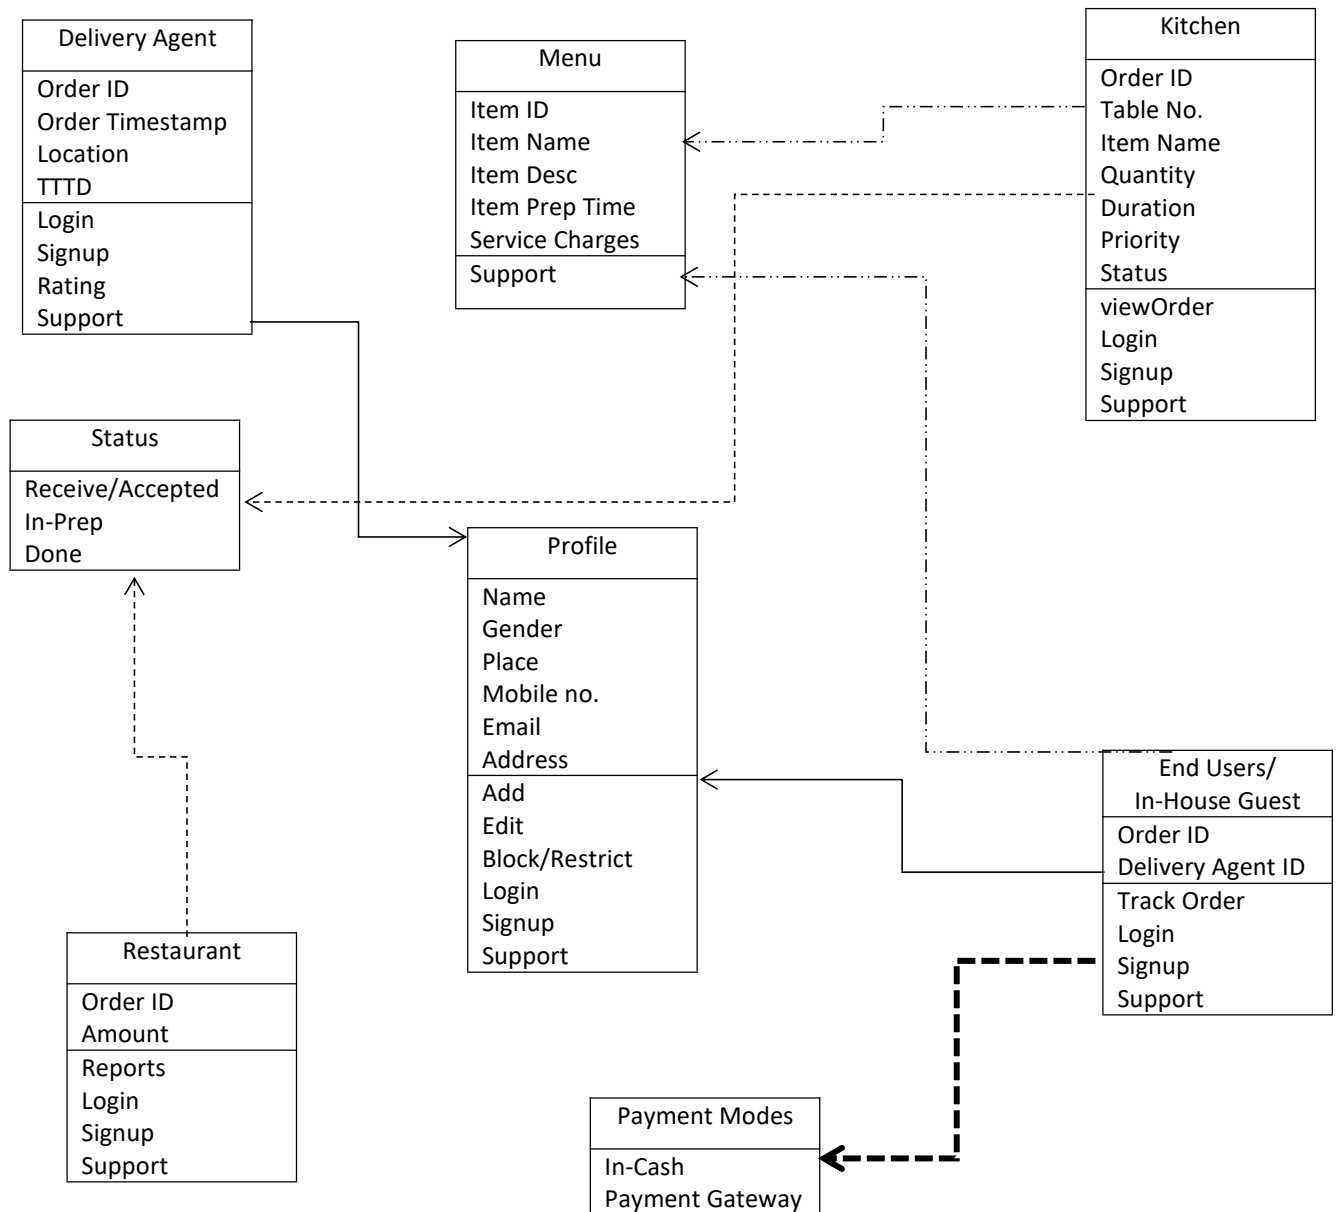 Delivery Agent
Order ID
Order Timestamp
Location
TTTD
Login
Signup
Rating
Support
Menu
Item ID
Item Name
Item Desc
Item Prep Time
Service Charges
Support
Kitchen
Order ID
Table No.
Item Name
Quantity
Duration
Priority
Status
viewOrder
Login
Signup
Support
Status
Receive/Accepted
In-Prep
Done
Profile
Name
Gender
Place
Mobile no.
Email
Address
Add
Edit
Block/Restrict
Login
Signup
Support
End Users/
In-House Guest
Order ID
Delivery Agent ID
Track Order
Login
Signup
Support
Restaurant
Order ID
Amount
Reports
Login
Signup
Support
Payment Modes
In-Cash
Payment Gateway